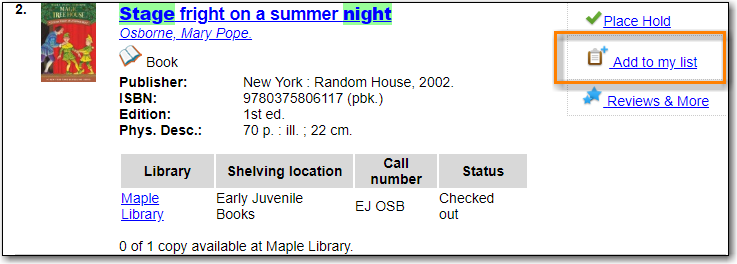 2.
Stage fright on a summer night
Osborne, Mary Pope.
Book
Publisher: New York : Random House, 2002.
ISBN: 9780375806117 (pbk.)
Edition: 1st ed.
Phys. Desc.: 70 p. : ill. ; 22 cm.
Library Shelving location Call number Status
Maple Library Early Juvenile Books EJ OSB Checked out
0 of 1 copy available at Maple Library.
Place Hold
Add to my list
Reviews & More